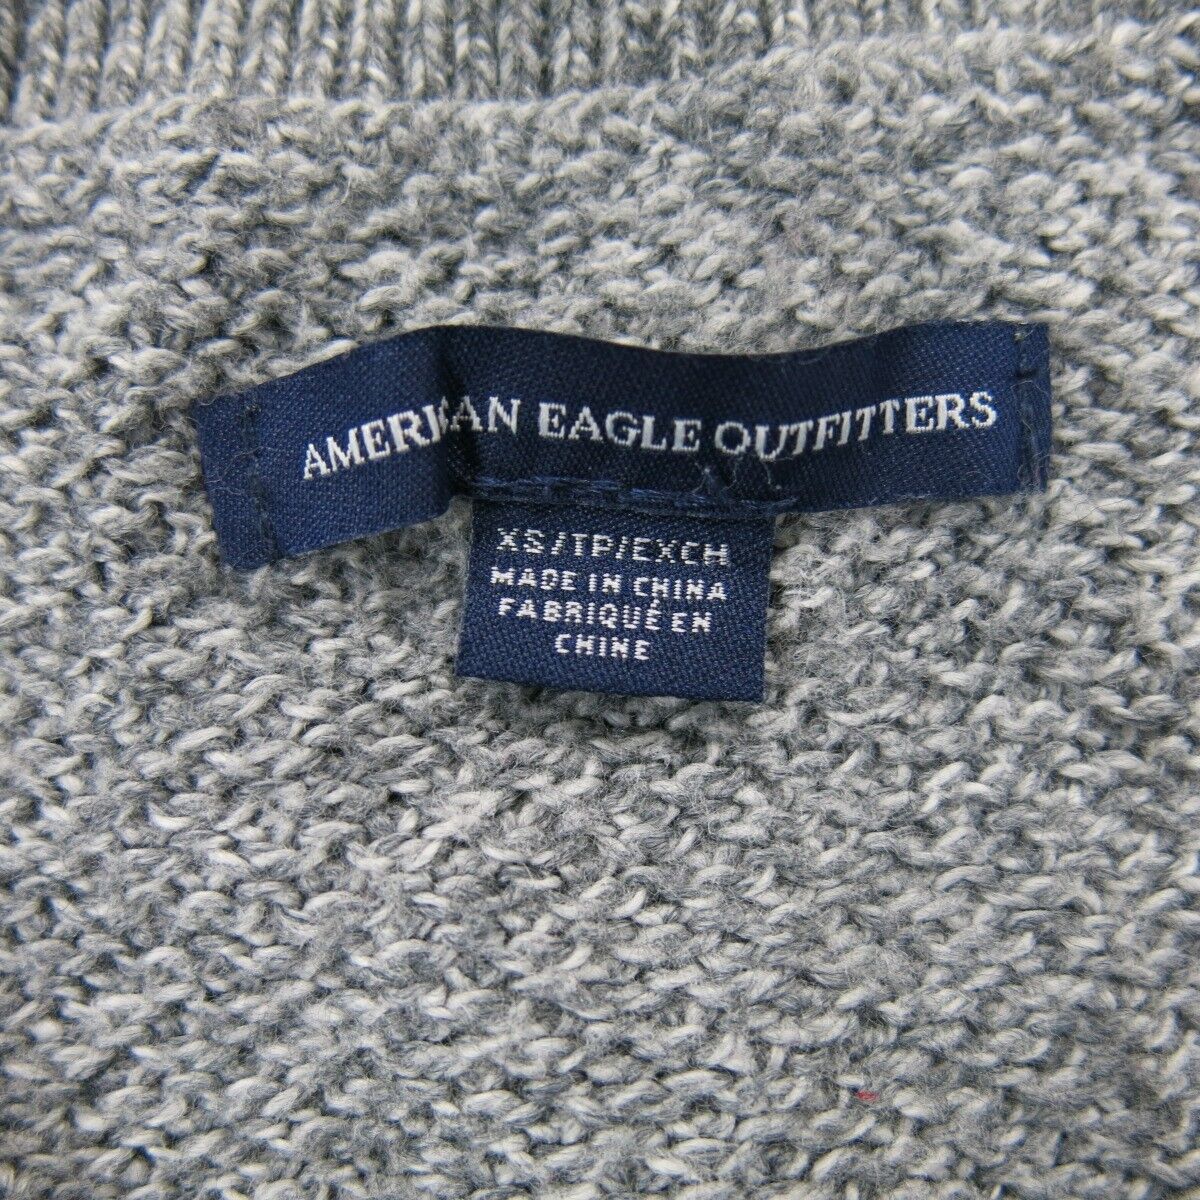 AMERICAN EAGLE OUTFITTERS
XS/TP/EXCH
MADE IN CHINA
FABRIQUÉ EN
CHINE